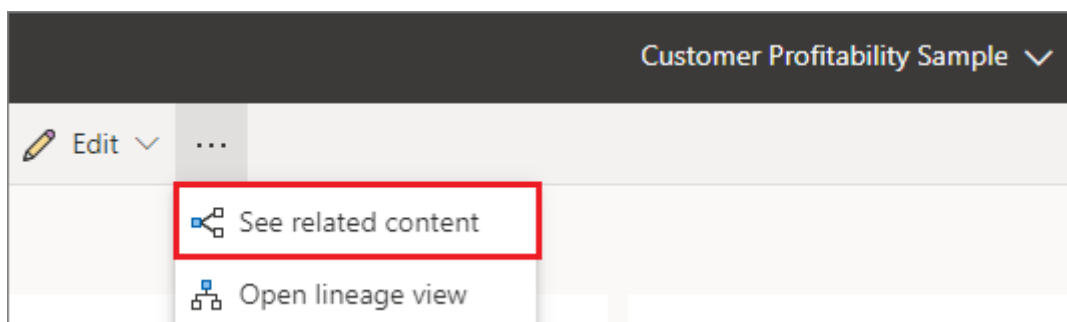 Customer Profitability Sample
Edit ...
See related content
Open lineage view